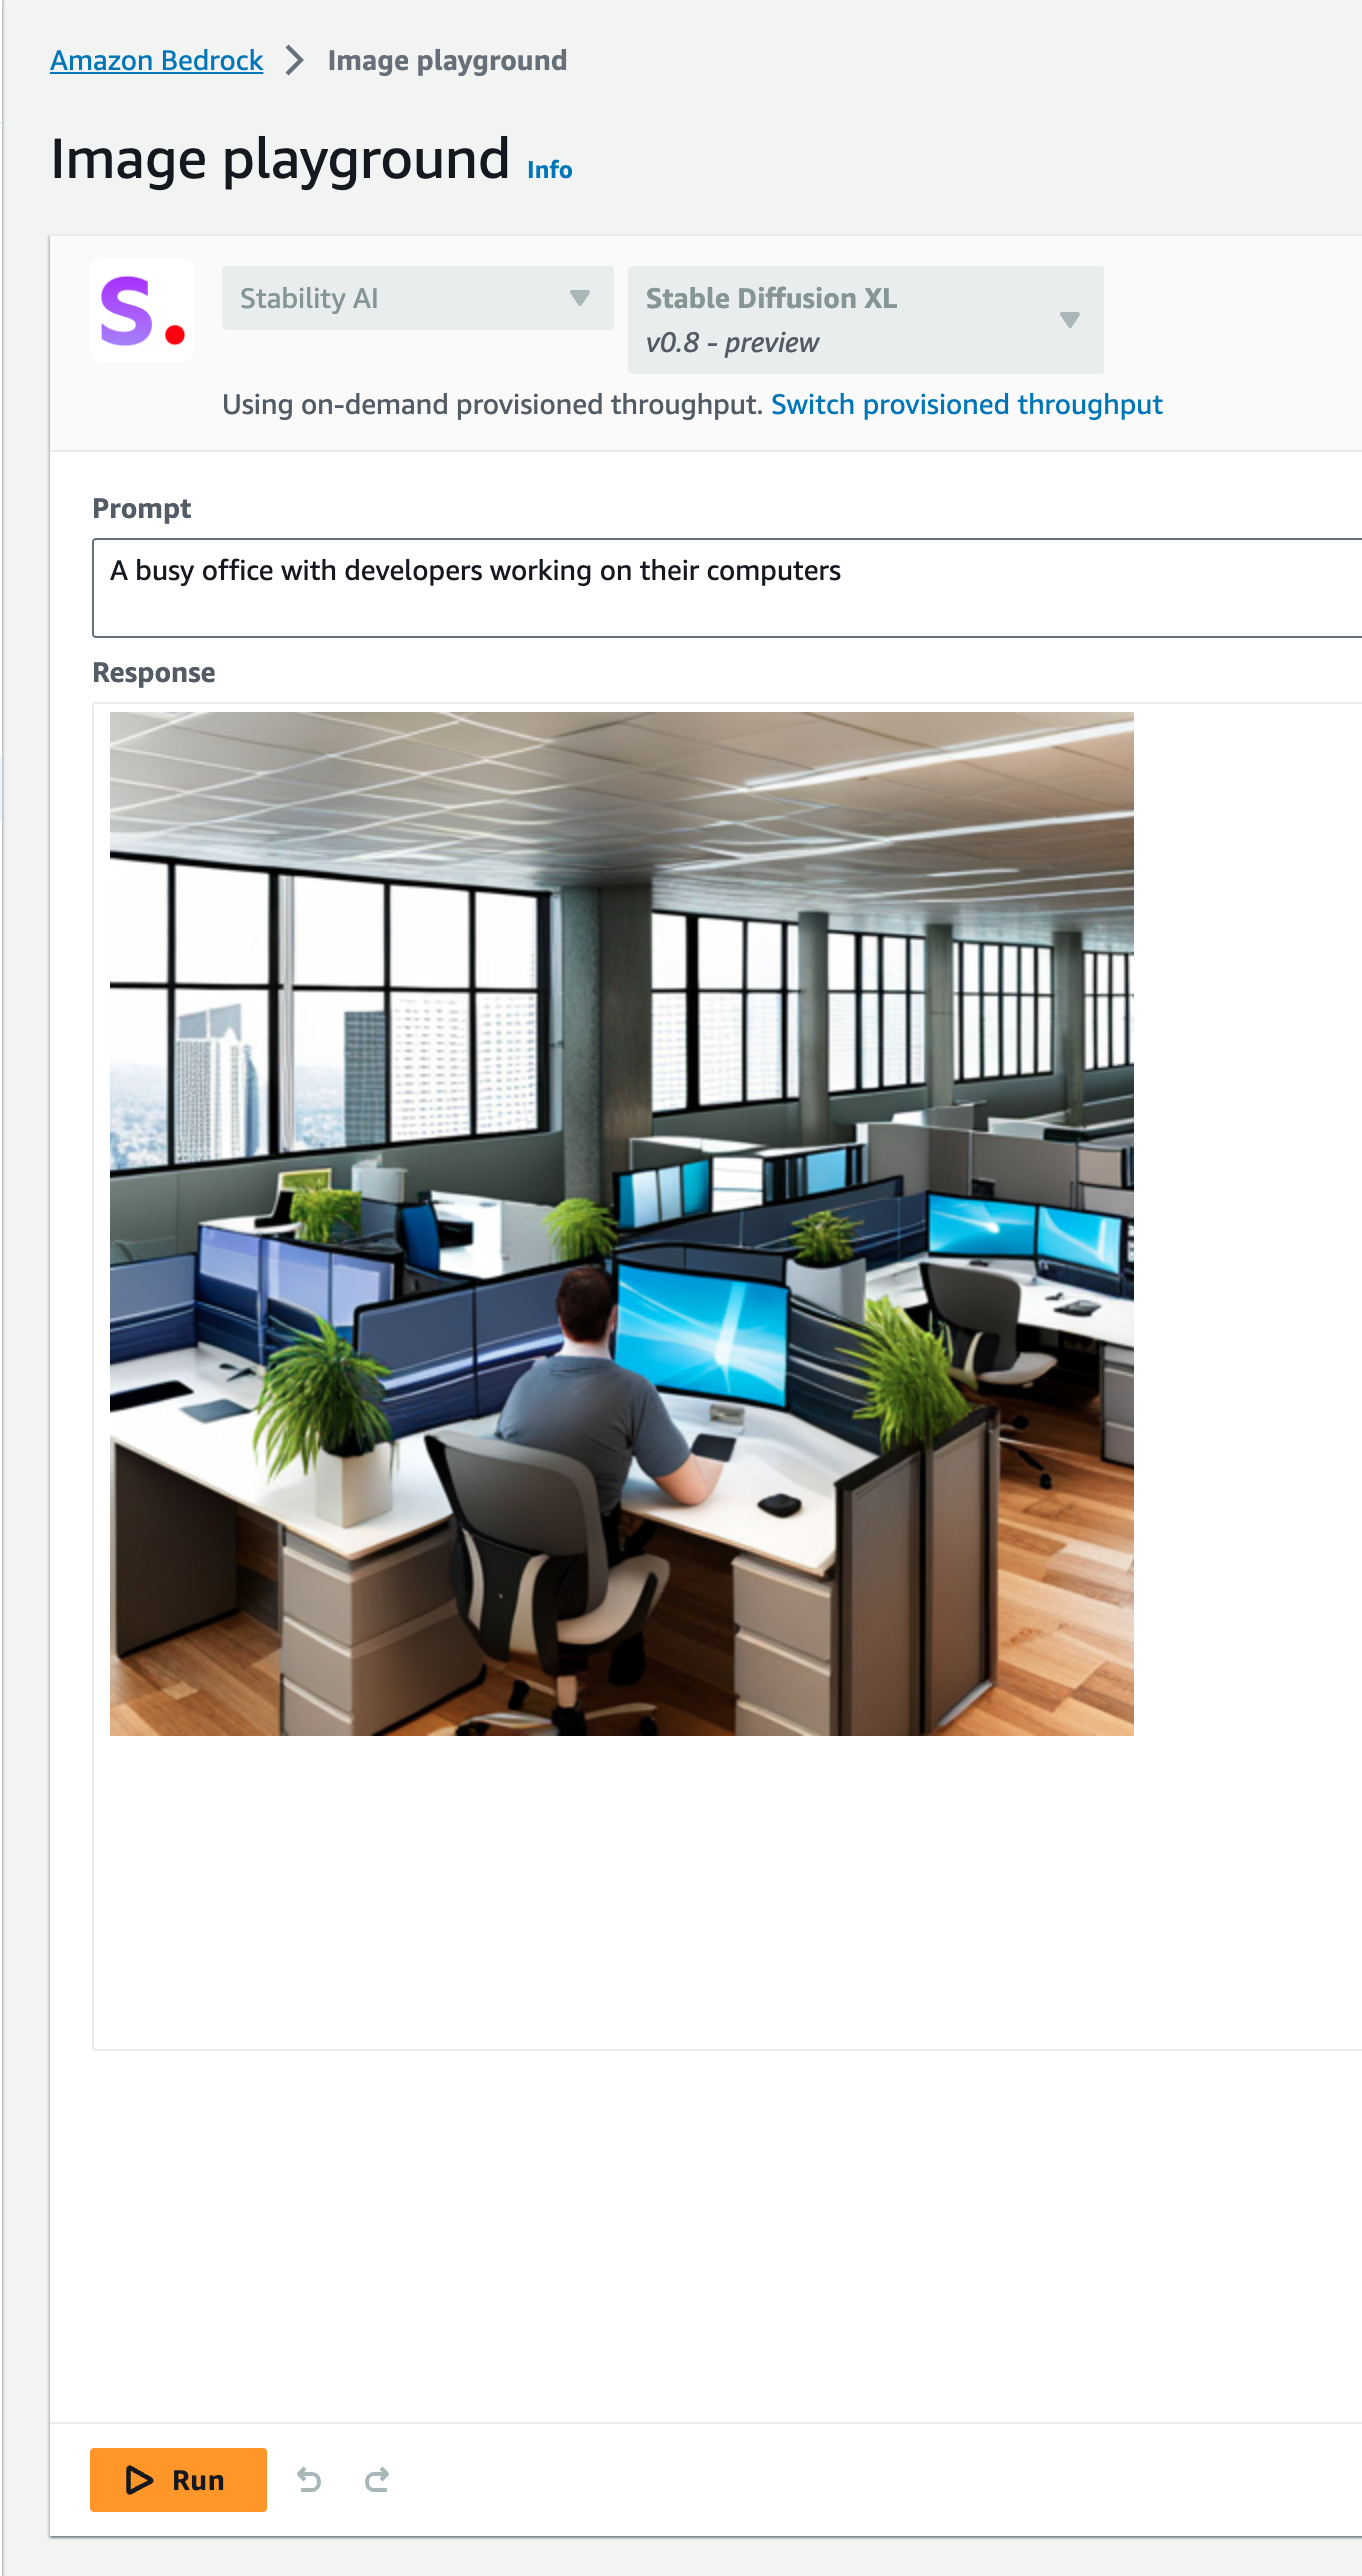 Amazon Bedrock > Image playground
Image playground Info
S.
Stability AI
Stable Diffusion XL
v0.8 - preview
Using on-demand provisioned throughput. Switch provisioned throughput
Prompt
A busy office with developers working on their computers
Response
Run